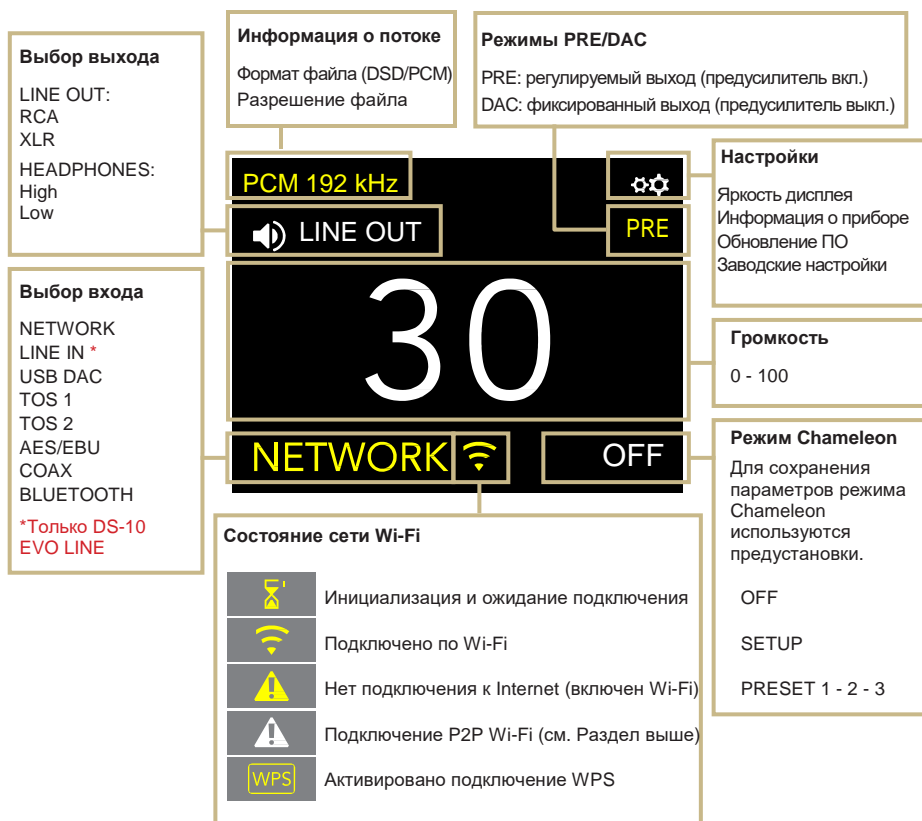 Выбор выхода
LINE OUT:
RCA
XLR
HEADPHONES:
High
Low
Информация о потоке
Формат файла (DSD/PCM)
Разрешение файла
Режимы PRE/DAC
PRE: регулируемый выход (предусилитель вкл.)
DAC: фиксированный выход (предусилитель выкл.)
Настройки
Яркость дисплея
Информация о приборе
Обновление ПО
Заводские настройки
PCM 192 kHz
LINE OUT
PRE
30
NETWORK
OFF
Выбор входа
NETWORK
LINE IN *
USB DAC
TOS 1
TOS 2
AES/EBU
COAX
BLUETOOTH
*Только DS-10
EVO LINE
Громкость
0 - 100
Режим Chameleon
Для сохранения
параметров режима
Chameleon
используются
предустановки.
OFF
SETUP
PRESET 1 - 2 - 3
Состояние сети Wi-Fi
Инициализация и ожидание подключения
Подключено по Wi-Fi
Нет подключения к Internet (включен Wi-Fi)
Подключение P2P Wi-Fi (см. Раздел выше)
WPS
Активировано подключение WPS